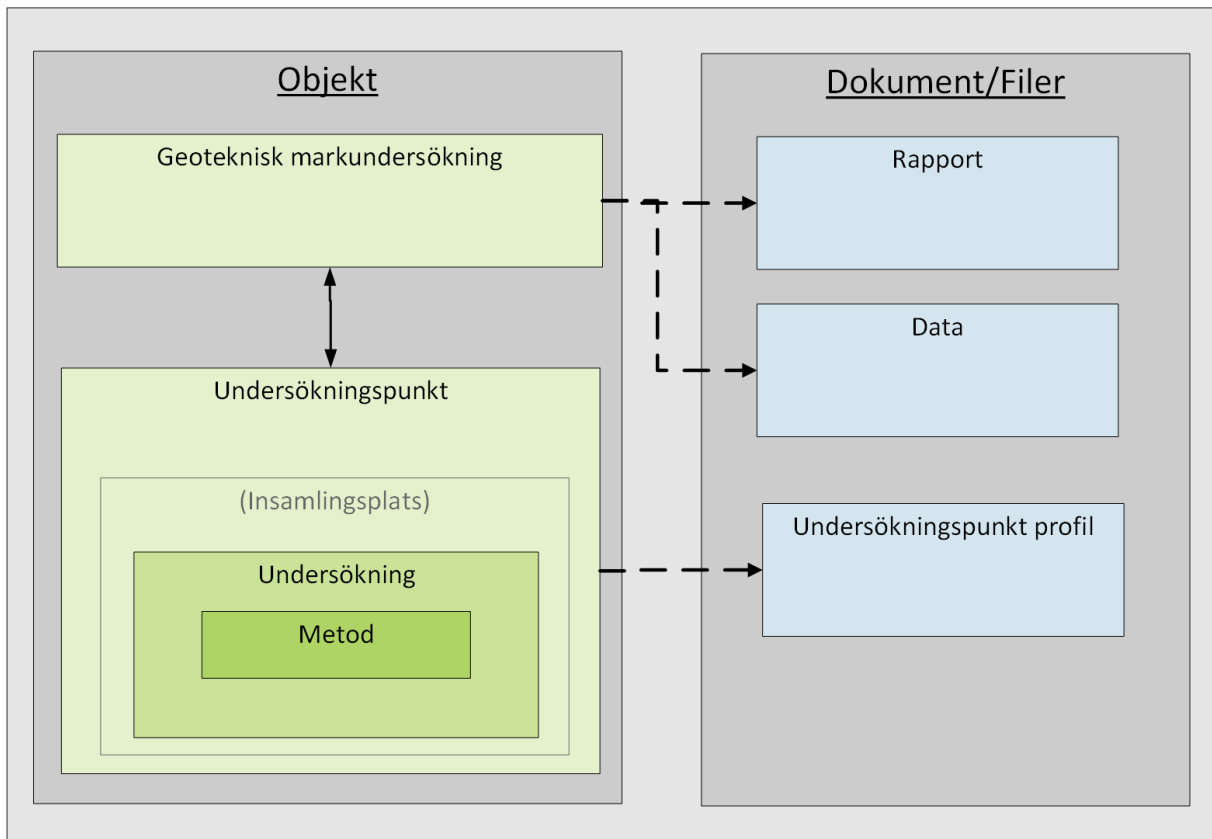 Objekt
Geoteknisk markundersökning
Undersökningspunkt
(Insamlingsplats)
Undersökning
Metod
Dokument/Filer
Rapport
Data
Undersökningspunkt profil